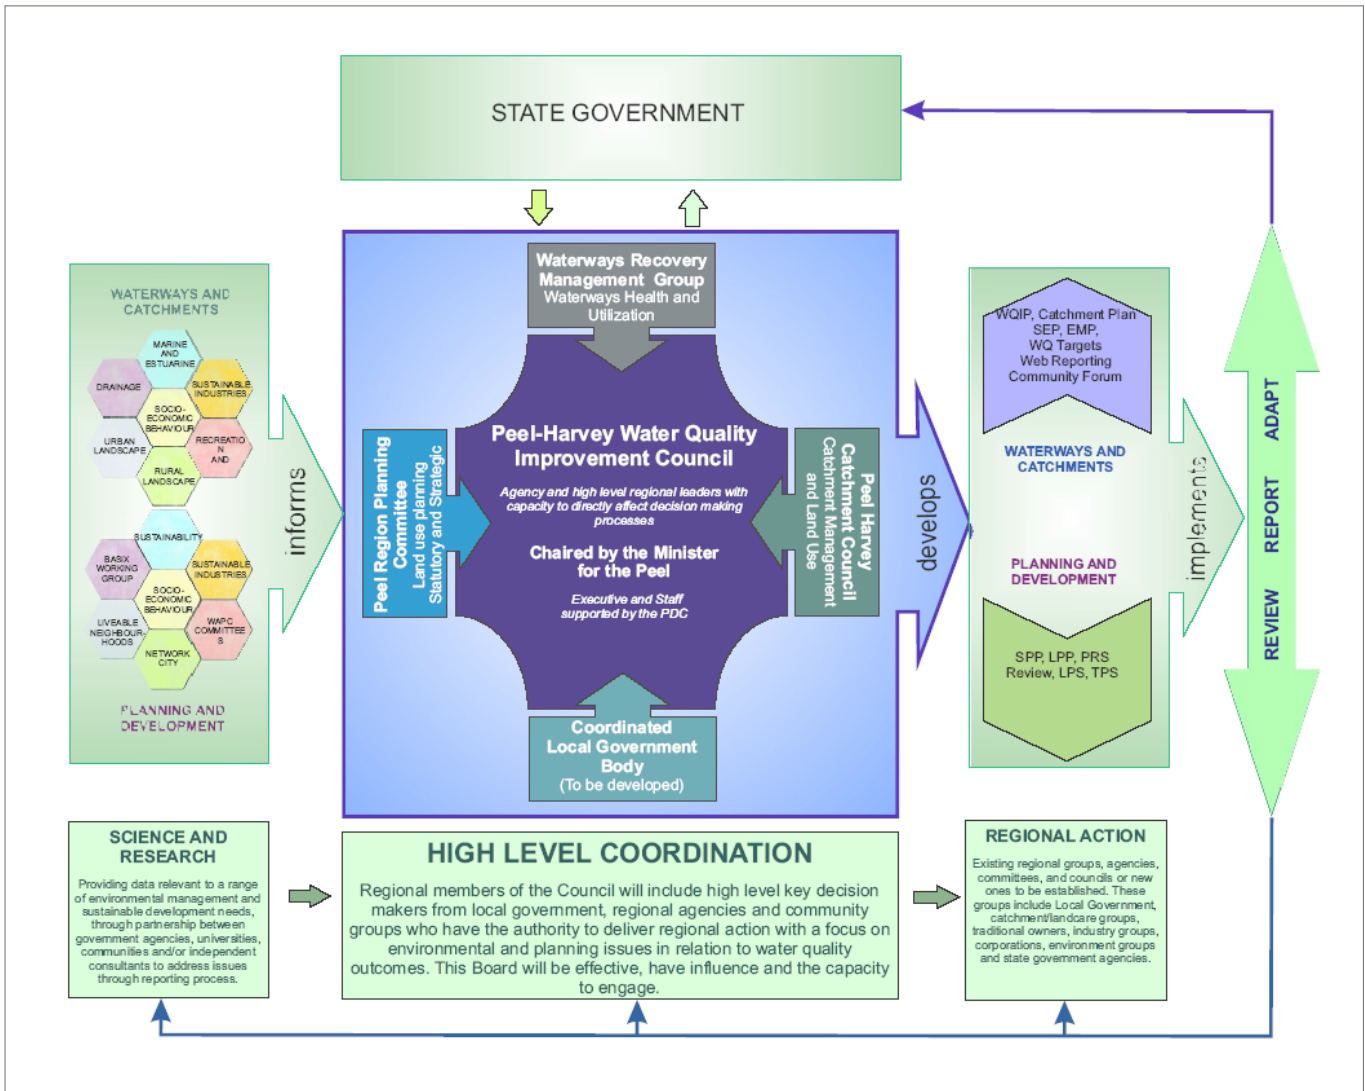 STATE GOVERNMENT
WATERWAYS AND
CATCHMENTS
MARINE
AND
ESTUARINE
DRAINAGE
SUSTAINABLE
INDUSTRIES
SOCIO-
ECONOMIC
BEHAVIOUR
URBAN
LANDSCAPE
RECREATIO
N
AND
RURAL
LANDSCAPE
SUSTAINABILITY
BASIX
WORKING
GROUP
SUSTAINABLE
INDUSTRIES
SOCIO-
ECONOMIC
BEHAVIOUR
LIVEABLE
NEIGHBOUR-
HOODS
WAPC
COMMITTEE
S
NETWORK
CITY
PLANNING AND
DEVELOPMENT
informs
Waterways Recovery
Management Group
Waterways Health and
Utilization
Peel Region Planning
Committee
Land use planning
Statutory and Strategic
Peel-Harvey Water Quality
Improvement Council
Agency and high level regional leaders with
capacity to directly affect decision making
processes
Chaired by the Minister
for the Peel
Executive and Staff
supported by the PDC
Peel Harvey
Catchment Council
Catchment Management
and Land Use
Coordinated
Local Government
Body
(To be developed)
develops
WQIP, Catchment Plan
SEP, EMP,
WQ Targets
Web Reporting
Community Forum
WATERWAYS AND
CATCHMENTS
PLANNING AND
DEVELOPMENT
SPP, LPP, PRS
Review, LPS, TPS
implements
REVIEW REPORT ADAPT
SCIENCE AND
RESEARCH
Providing data relevant to a range
of environmental management and
sustainable development needs,
through partnership between
government agencies, universities,
communities and/or independent
consultants to address issues
through reporting process.
HIGH LEVEL COORDINATION
Regional members of the Council will include high level key decision
makers from local government, regional agencies and community
groups who have the authority to deliver regional action with a focus on
environmental and planning issues in relation to water quality
outcomes. This Board will be effective, have influence and the capacity
to engage.
REGIONAL ACTION
Existing regional groups, agencies,
committees, and councils or new
ones to be established. These
groups include Local Government,
catchment/landcare groups,
traditional owners, industry groups,
corporations, environment groups
and state government agencies.